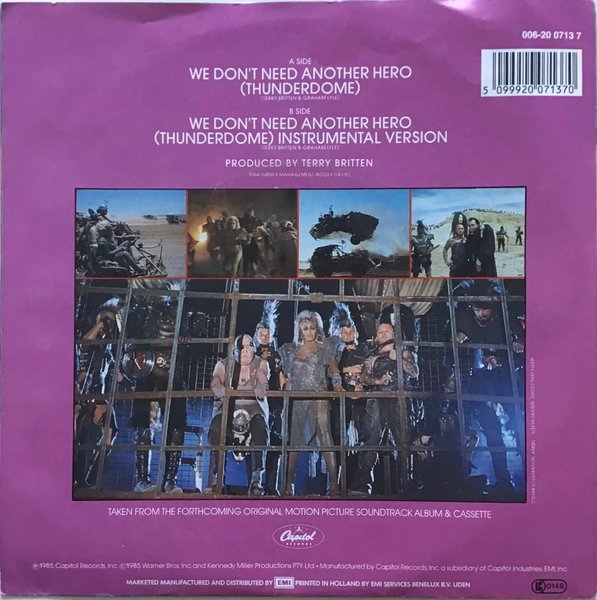 006-20 0713 7
A SIDE
WE DON'T NEED ANOTHER HERO
(THUNDERDOME)
(TERRY BRITTEN & GRAHAM LYLE)
5 099920 071370
B SIDE
WE DON'T NEED ANOTHER HERO
(THUNDERDOME) INSTRUMENTAL VERSION
(TERRY BRITTEN & GRAHAM LYLE)
PRODUCED BY TERRY BRITTEN
TINA TURNER MANAGEMENT: ROGER DAVIES
TAKEN FROM THE FORTHCOMING ORIGINAL MOTION PICTURE SOUNDTRACK ALBUM & CASSETTE
Capitol
RECORDS
℗1985 Capitol Records, Inc. ©1985 Warner Bros. Inc. and Kennedy Miller Productions PTY Ltd. • Manufactured by Capitol Records, Inc. a subsidiary of Capitol Industries-EMI, Inc.
MARKETED MANUFACTURED AND DISTRIBUTED BY EMI PRINTED IN HOLLAND BY EMI SERVICES BENELUX B.V. UDEN
0148